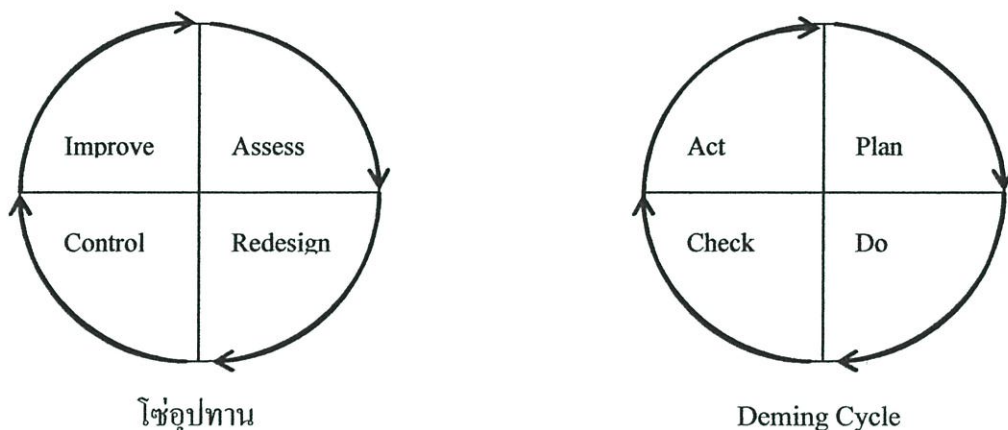 Improve Assess
Control Redesign
โซ่อุปทาน
Act Plan
Check Do
Deming Cycle